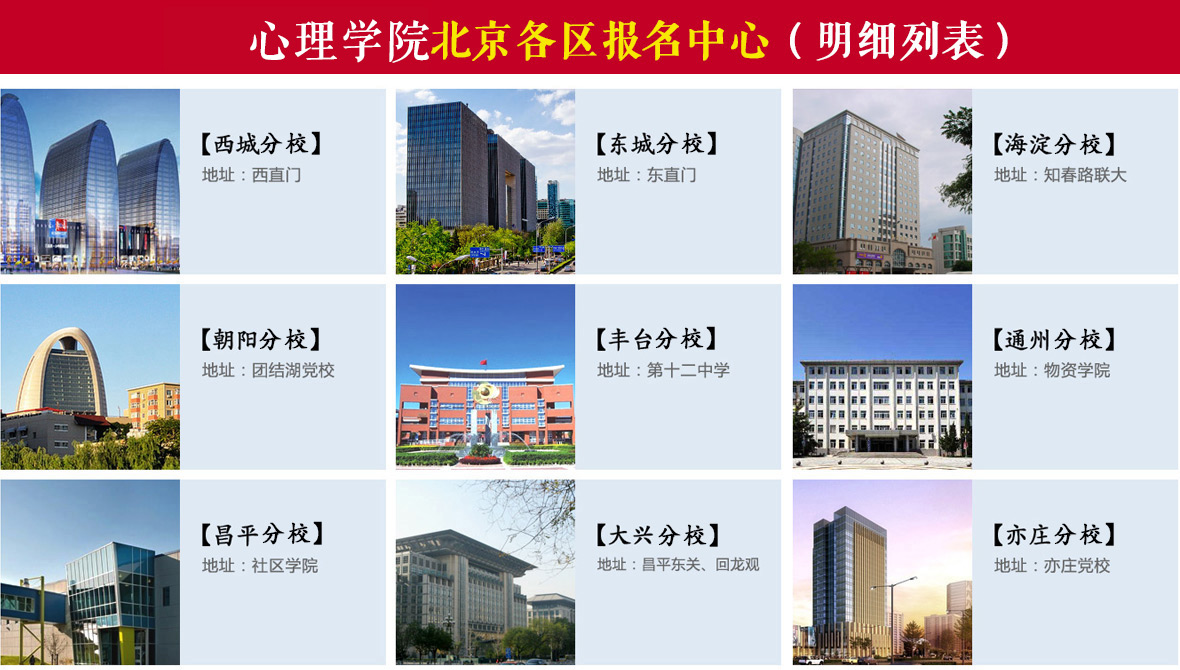 心理学院北京各区报名中心（明细列表）
【西城分校】
地址：西直门
【东城分校】
地址：东直门
【海淀分校】
地址：知春路联大
【朝阳分校】
地址：团结湖党校
【丰台分校】
地址：第十二中学
【通州分校】
地址：物资学院
【昌平分校】
地址：社区学院
【大兴分校】
地址：昌平东关、回龙观
【亦庄分校】
地址：亦庄党校